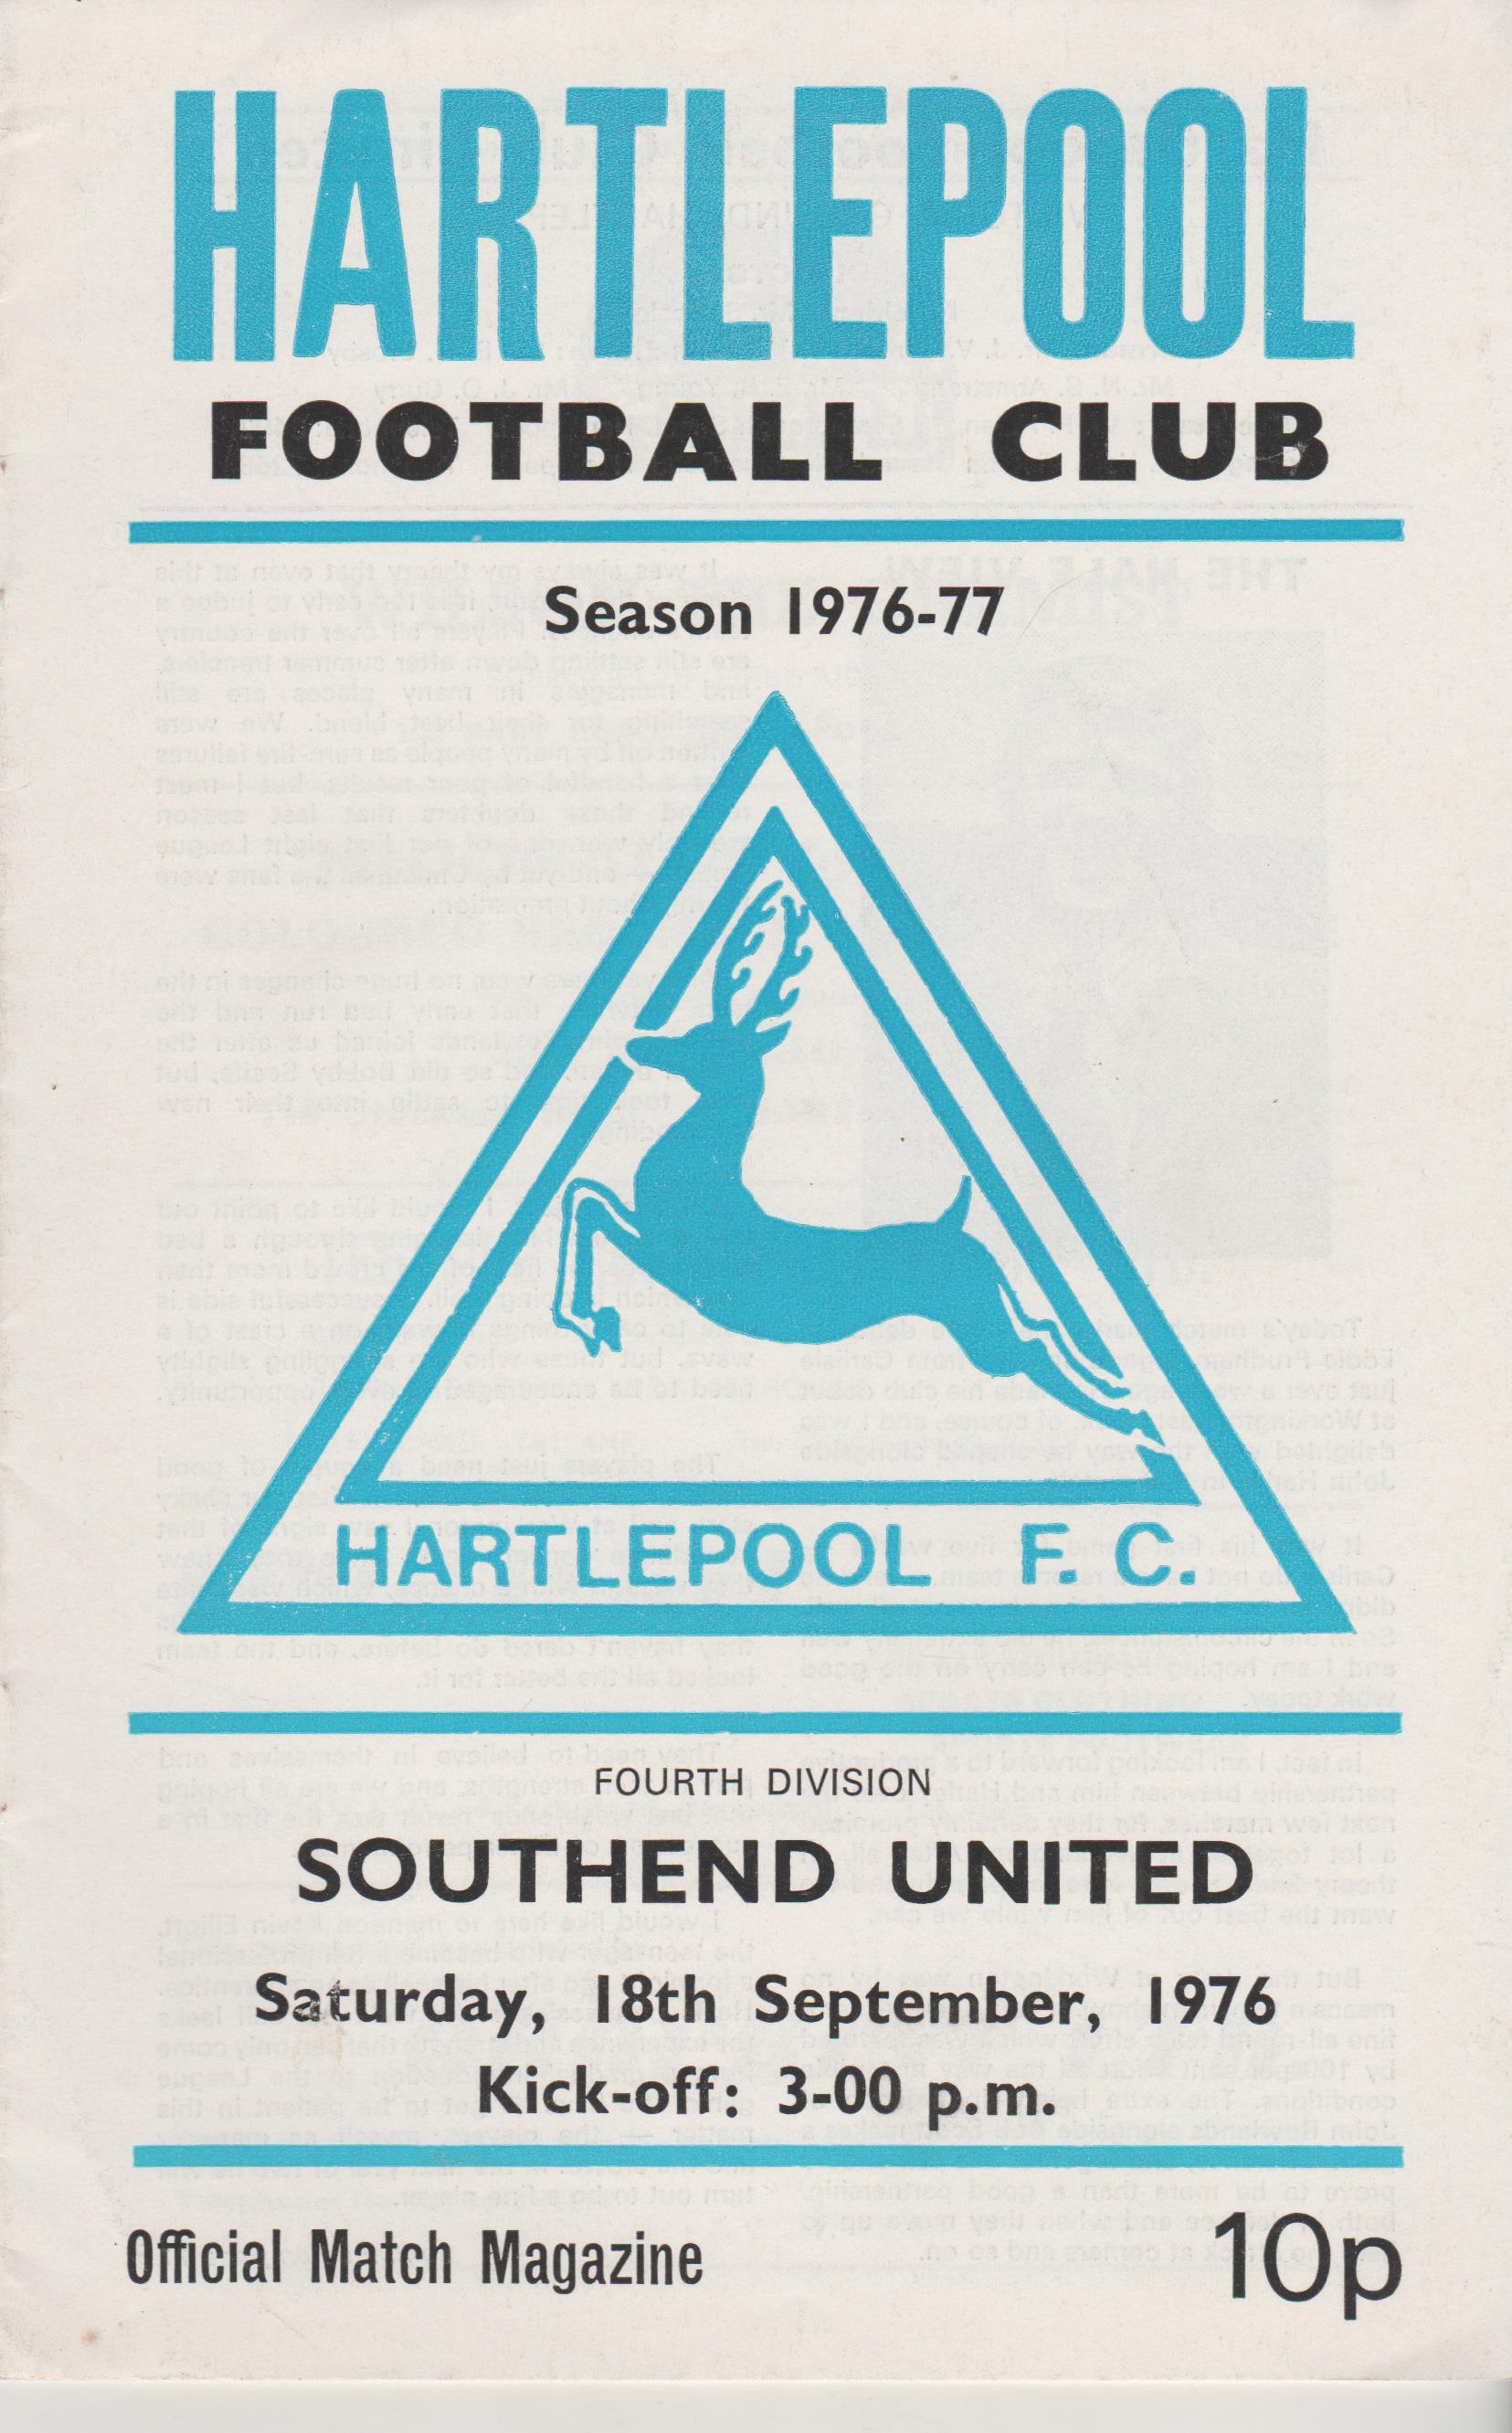 HARTLEPOOL
FOOTBALL CLUB
Season 1976-77
HARTLEPOOL F. C.
FOURTH DIVISION
SOUTHEND UNITED
Saturday, 18th September, 1976
Kick-off: 3-00 p.m.
Official Match Magazine
10p